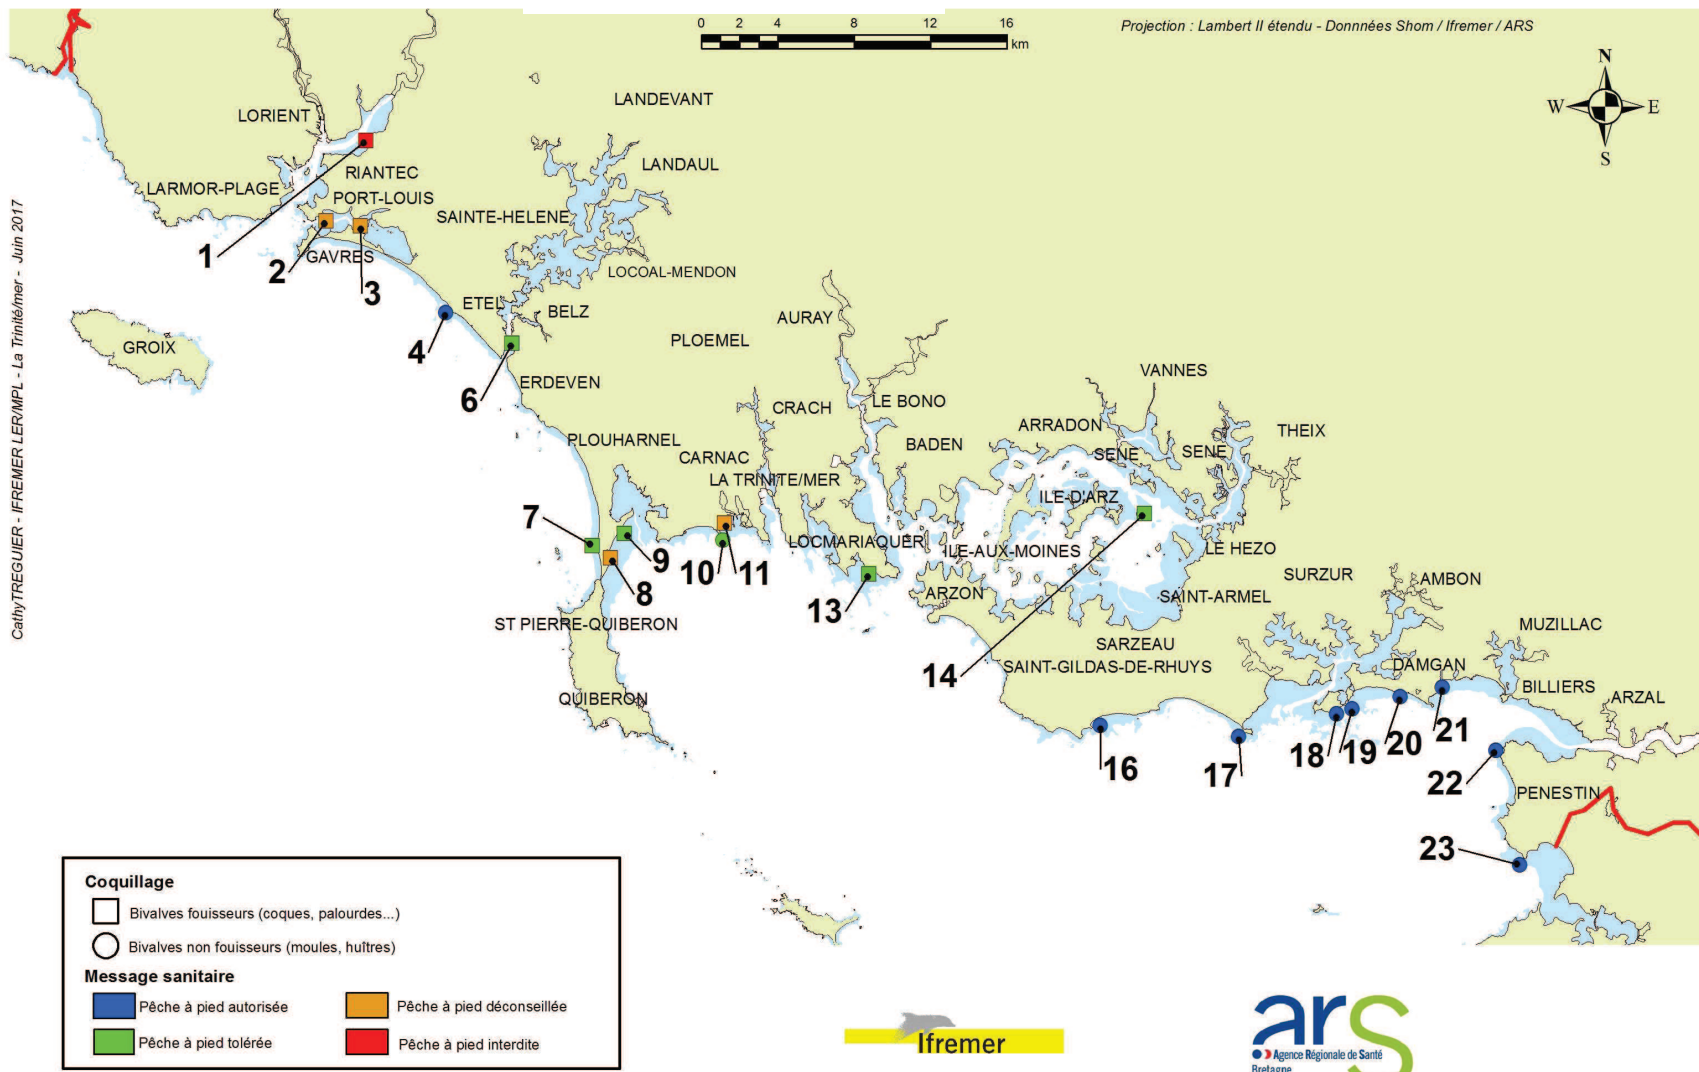 0 2 4 8 12 16
km
Projection : Lambert II étendu - Donnnées Shom / Ifremer / ARS
N
W E
S
CathyTREGUIER - IFREMER LER/MPL - La Trinité/mer - Juin 2017
LANDEVANT
LORIENT
LANDAUL
RIANTEC
LARMOR-PLAGE
PORT-LOUIS
SAINTE-HELENE
1
2
GAVRES
3
LOCOAL-MENDON
ETEL
BELZ
AURAY
4
GROIX
PLOEMEL
6
ERDEVEN
VANNES
CRACH
LE BONO
ARRADON
THEIX
PLOUHARNEL
BADEN
SENE
SENE
CARNAC
LA TRINITE/MER
ILE-D'ARZ
7
9
LOCMARIAQUER
ILE-AUX-MOINES
LE HEZO
10
11
8
13
ARZON
SURZUR
AMBON
SAINT-ARMEL
ST PIERRE-QUIBERON
MUZILLAC
SARZEAU
SAINT-GILDAS-DE-RHUYS
14
DAMGAN
BILLIERS
QUIBERON
ARZAL
16
17
18
19
20
21
22
PENESTIN
23
Coquillage
Bivalves fouisseurs (coques, palourdes...)
Bivalves non fouisseurs (moules, huîtres)
Message sanitaire
Pêche à pied autorisée
Pêche à pied déconseillée
Pêche à pied tolérée
Pêche à pied interdite
Ifremer
ars
Agence Régionale de Santé
Bretagne